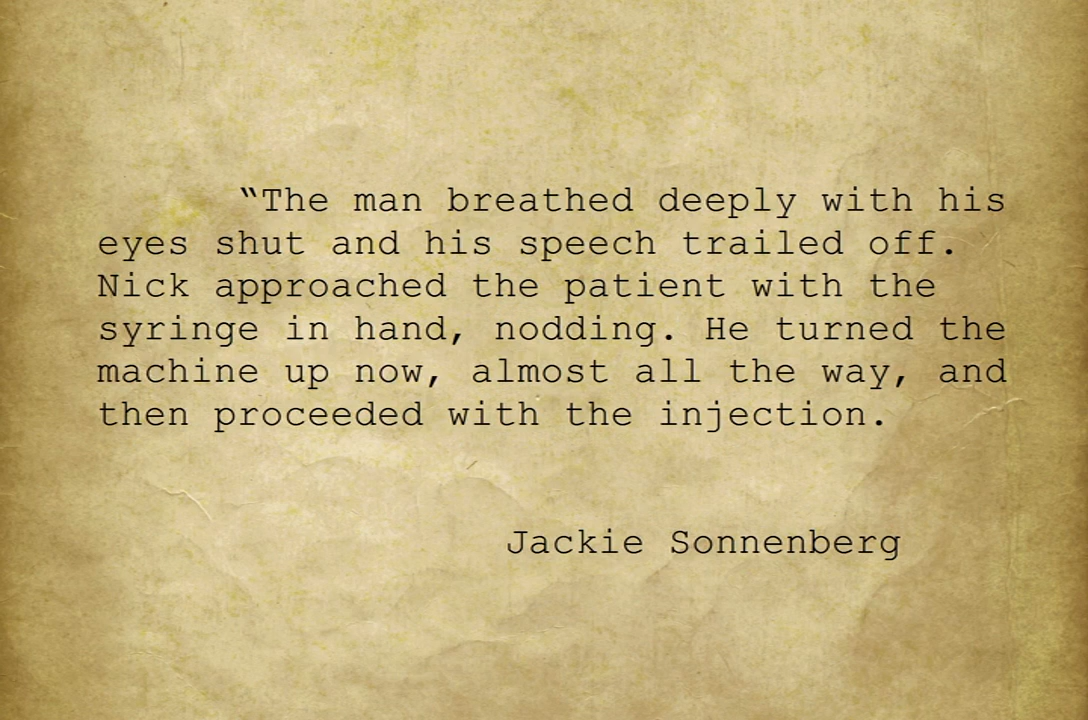 “The man breathed deeply with his
eyes shut and his speech trailed off.
Nick approached the patient with the
syringe in hand, nodding. He turned the
machine up now, almost all the way, and
then proceeded with the injection.
Jackie Sonnenberg